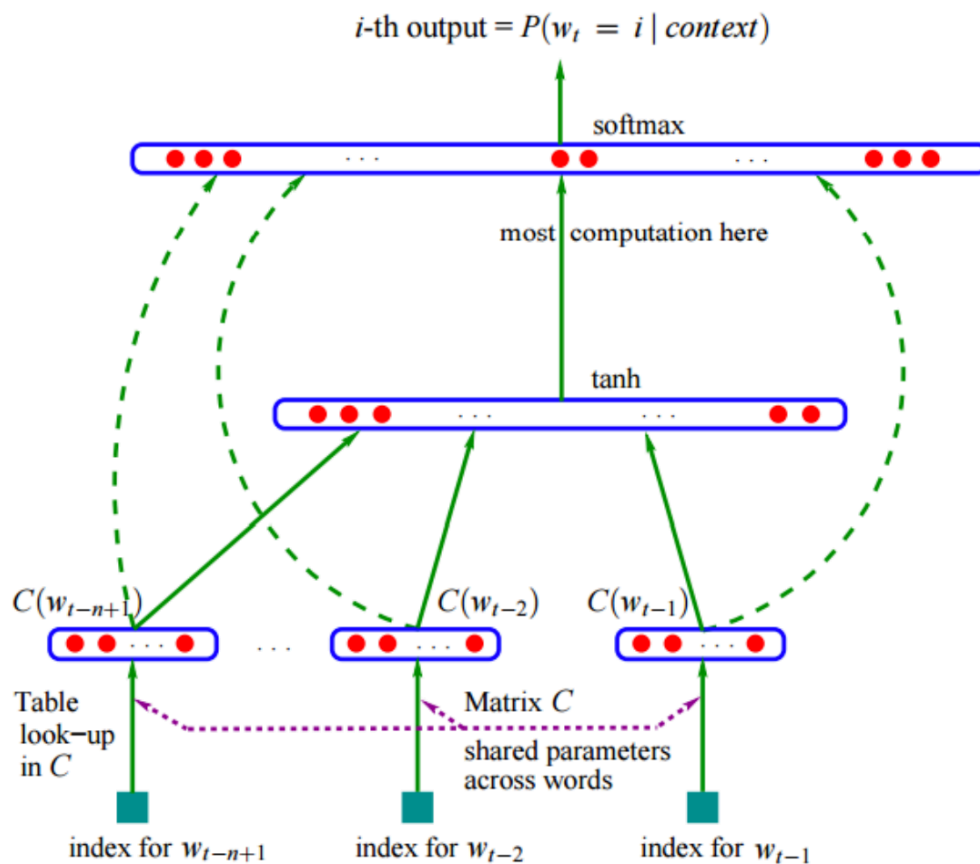 i-th output = P(w_t = i | context)
softmax
. . . . . .
most computation here
tanh
. . . . . .
C(w_{t−n+1}) C(w_{t−2}) C(w_{t−1})
. . . . . . . . . . . .
Table Matrix C
look−up shared parameters
in C across words
index for w_{t−n+1} index for w_{t−2} index for w_{t−1}